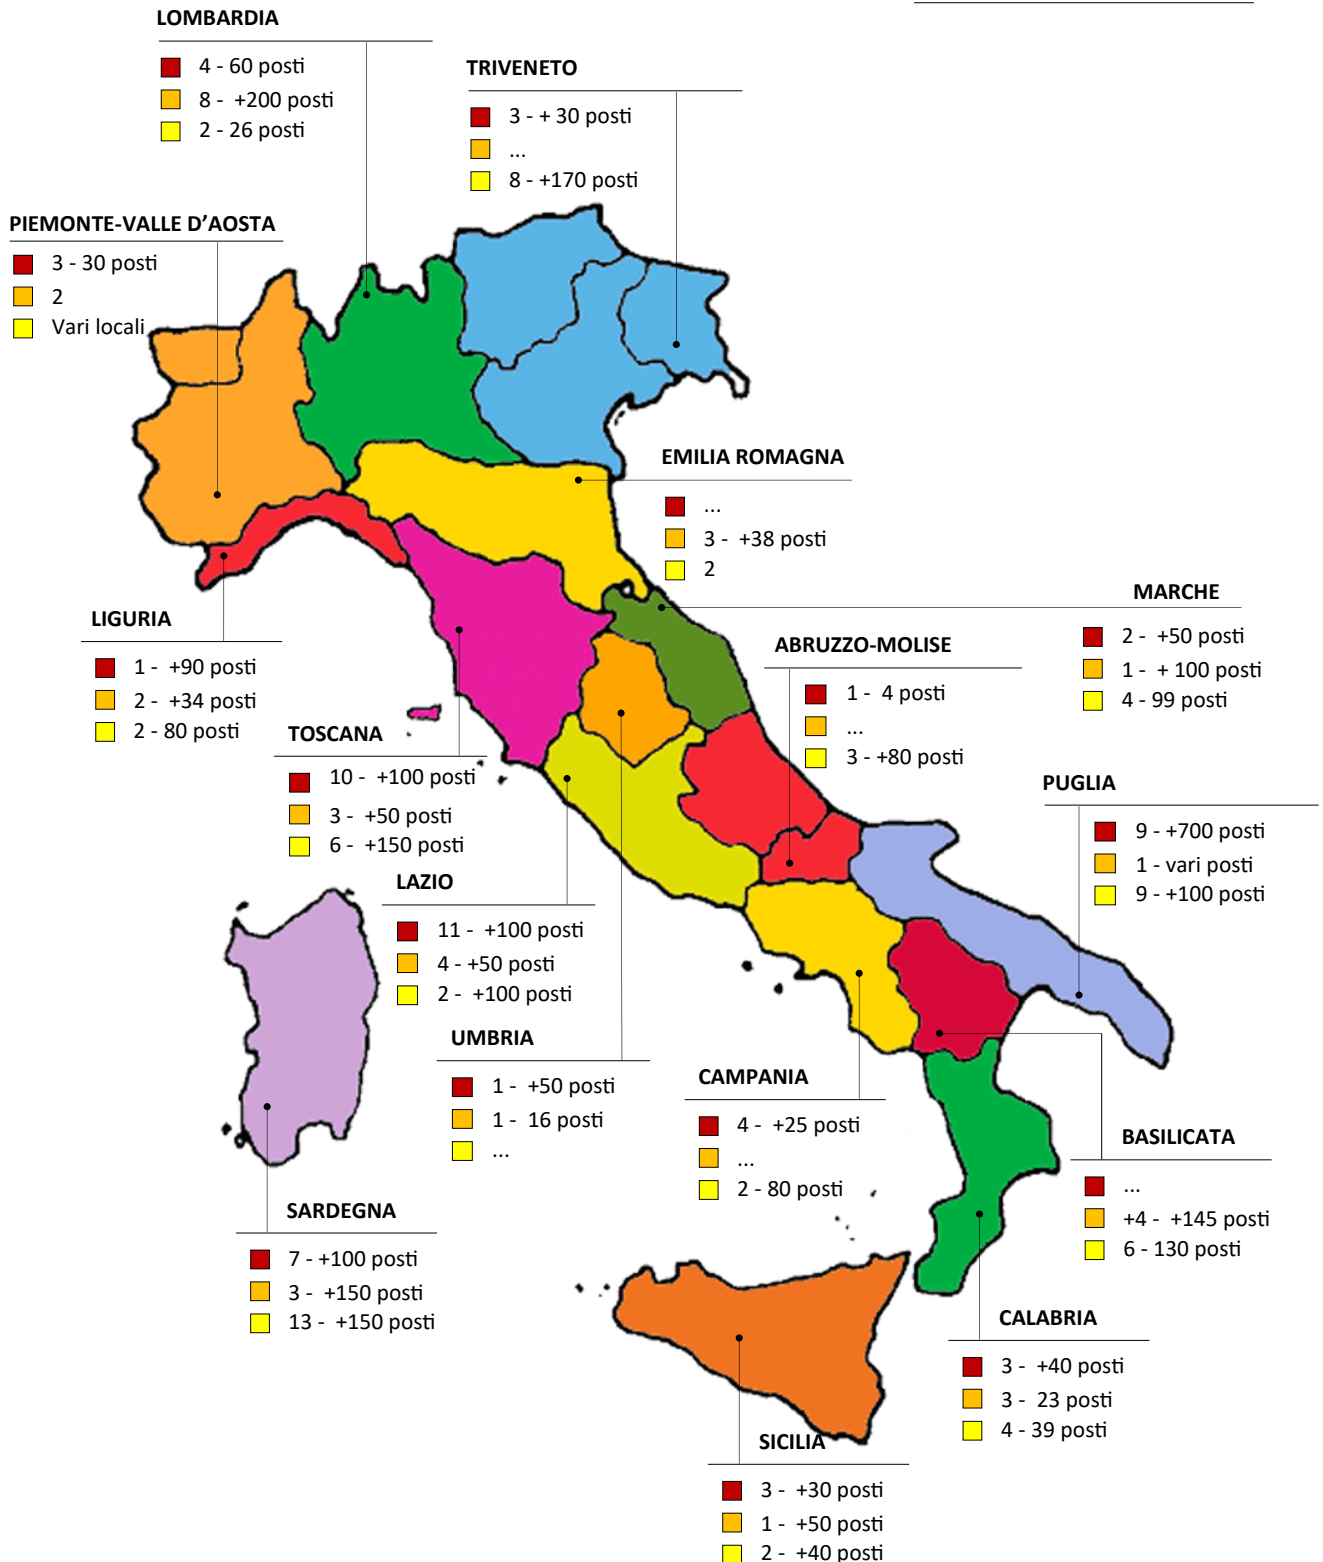 LOMBARDIA
4 - 60 posti
8 -  +200 posti
2 - 26 posti
TRIVENETO
3 - + 30 posti
...
8 - +170 posti
PIEMONTE-VALLE D'AOSTA
3 - 30 posti
2
Vari locali
EMILIA ROMAGNA
...
3 -  +38 posti
2
MARCHE
2 -  +50 posti
1 -  + 100 posti
4 - 99 posti
LIGURIA
1 -  +90 posti
2 -  +34 posti
2 - 80 posti
ABRUZZO-MOLISE
1 -  4 posti
...
3 - +80 posti
TOSCANA
10 -  +100 posti
3 -  +50 posti
6 -  +150 posti
PUGLIA
9 - +700 posti
1 - vari posti
9 - +100 posti
LAZIO
11 -  +100 posti
4 - +50 posti
2 -  +100 posti
UMBRIA
1 -  +50 posti
1 -  16 posti
...
CAMPANIA
4 -  +25 posti
...
2 - 80 posti
BASILICATA
...
+4 -  +145 posti
6 - 130 posti
SARDEGNA
7 - +100 posti
3 -  +150 posti
13 -  +150 posti
CALABRIA
3 -  +40 posti
3 -  23 posti
4 - 39 posti
SICILIA
3 -  +30 posti
1 -  +50 posti
2 -  +40 posti